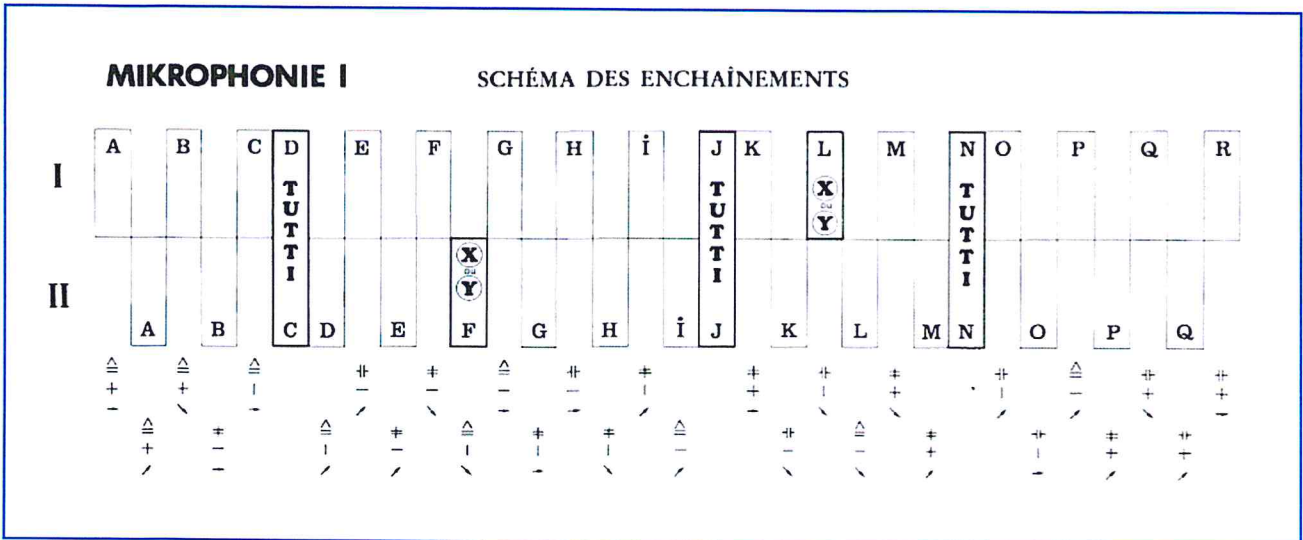 MIKROPHONIE I SCHÉMA DES ENCHAÎNEMENTS
I
A B C D E F G H İ J K L M N O P Q R
TUTTI TUTTI X ou Y TUTTI
II
X ou Y
A B C D E F G H İ J K L M N O P Q